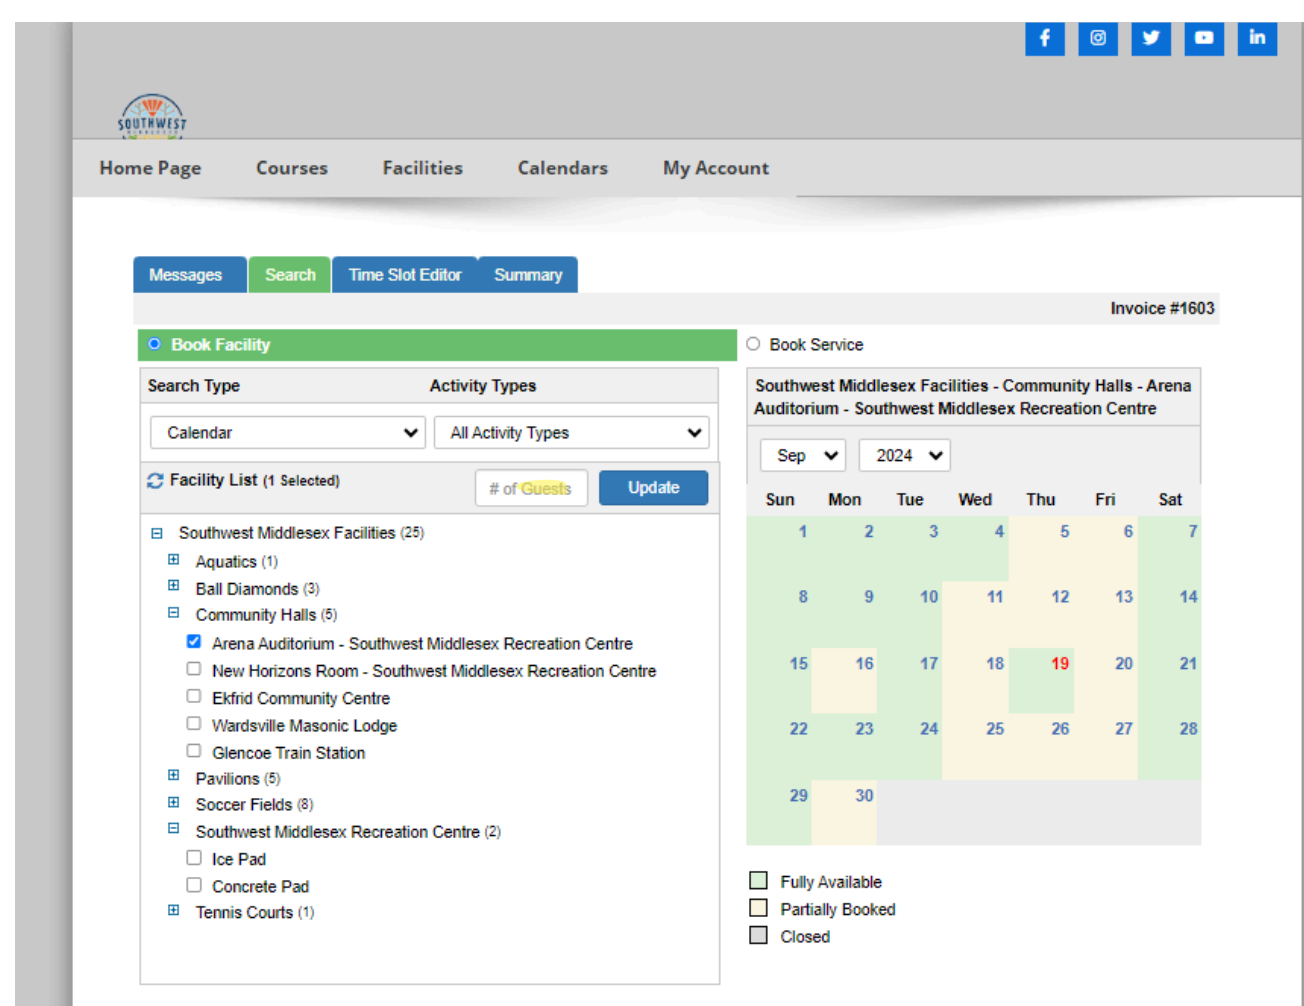 SOUTHWEST
Home Page Courses Facilities Calendars My Account
Messages Search Time Slot Editor Summary
Invoice #1603
Book Facility
Book Service
Search Type Activity Types
Calendar All Activity Types
Facility List (1 Selected) # of Guests Update
Southwest Middlesex Facilities (25)
Aquatics (1)
Ball Diamonds (3)
Community Halls (5)
Arena Auditorium - Southwest Middlesex Recreation Centre
New Horizons Room - Southwest Middlesex Recreation Centre
Ekfrid Community Centre
Wardsville Masonic Lodge
Glencoe Train Station
Pavilions (5)
Soccer Fields (8)
Southwest Middlesex Recreation Centre (2)
Ice Pad
Concrete Pad
Tennis Courts (1)
Southwest Middlesex Facilities - Community Halls - Arena
Auditorium - Southwest Middlesex Recreation Centre
Sep 2024
Sun Mon Tue Wed Thu Fri Sat
1 2 3 4 5 6 7
8 9 10 11 12 13 14
15 16 17 18 19 20 21
22 23 24 25 26 27 28
29 30
Fully Available
Partially Booked
Closed